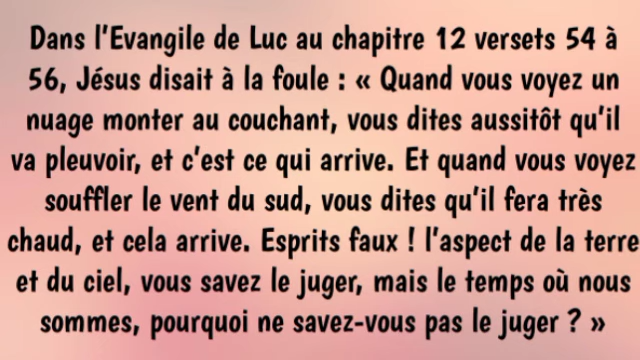 Dans l'Evangile de Luc au chapitre 12 versets 54 à
56, Jésus disait à la foule : « Quand vous voyez un
nuage monter au couchant, vous dites aussitôt qu'il
va pleuvoir, et c'est ce qui arrive. Et quand vous voyez
souffler le vent du sud, vous dites qu'il fera très
chaud, et cela arrive. Esprits faux ! l'aspect de la terre
et du ciel, vous savez le juger, mais le temps où nous
sommes, pourquoi ne savez-vous pas le juger ? »